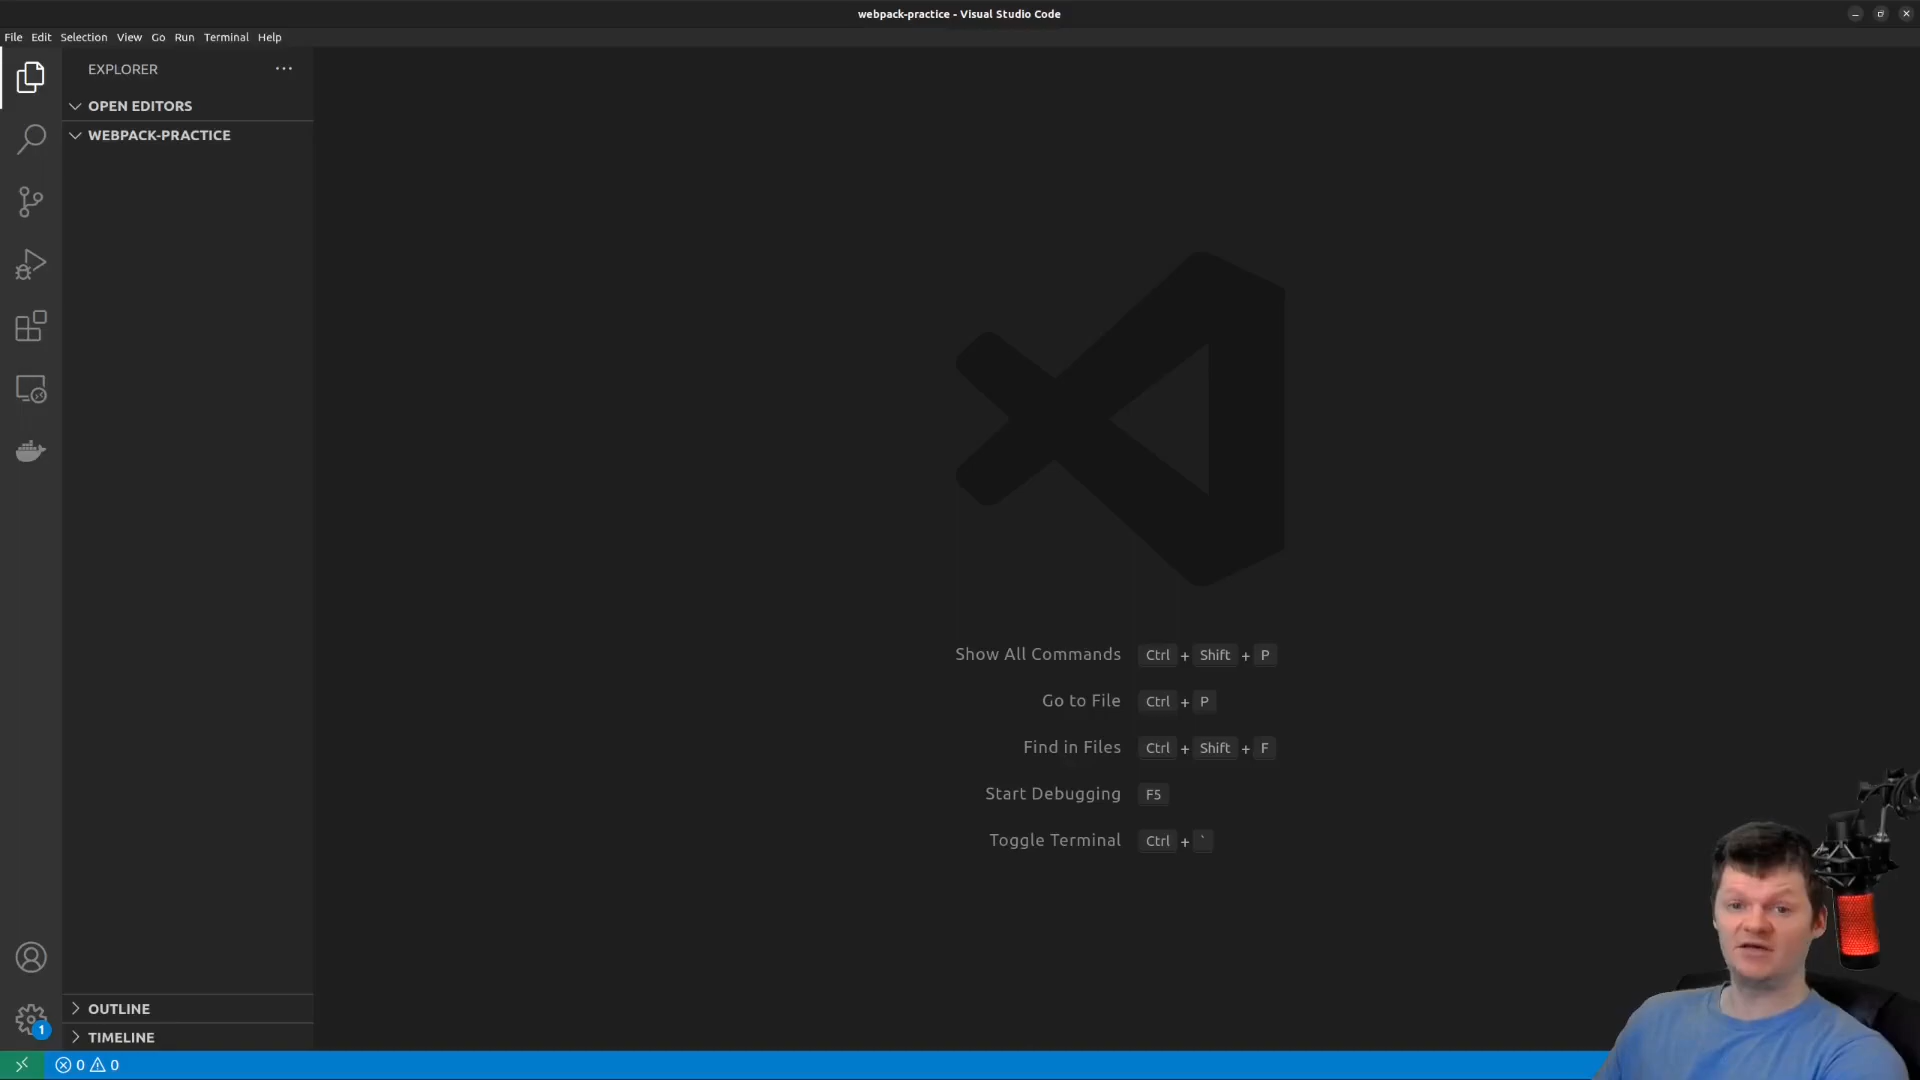 webpack-practice - Visual Studio Code
File Edit Selection View Go Run Terminal Help
EXPLORER
OPEN EDITORS
WEBPACK-PRACTICE
Show All Commands Ctrl + Shift + P
Go to File Ctrl + P
Find in Files Ctrl + Shift + F
Start Debugging F5
Toggle Terminal Ctrl + `
OUTLINE
1
TIMELINE
0 0